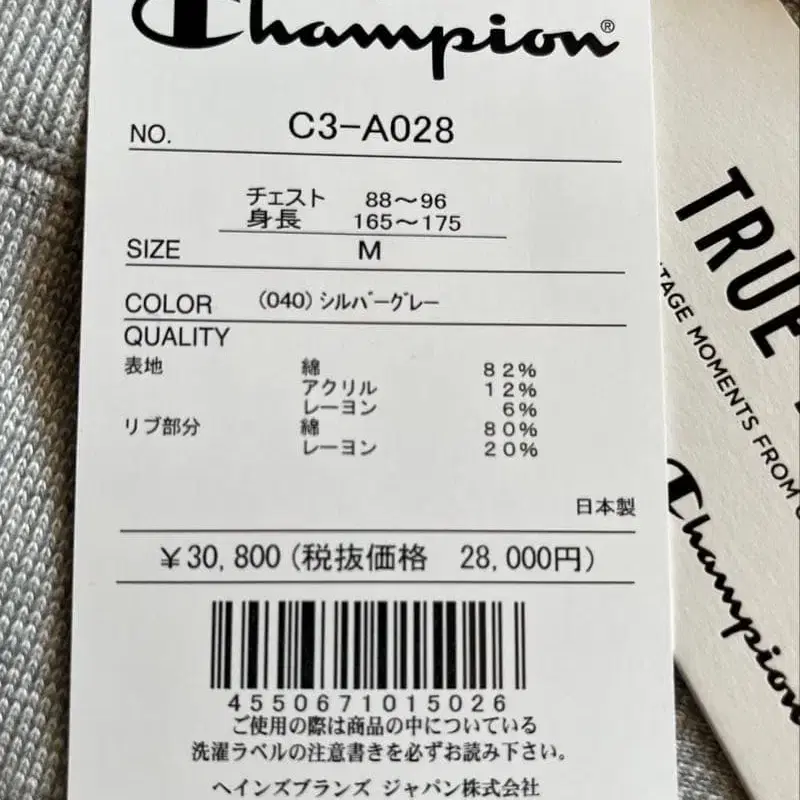 Champion®
NO. C3-A028
チェスト 88～96
身長 165～175
SIZE M
COLOR (040) シルバーグレー
QUALITY
表地 綿 82%
アクリル 12%
レーヨン 6%
リブ部分 綿 80%
レーヨン 20%
日本製
¥30,800(税抜価格 28,000円)
4550671015026
ご使用の際は商品の中についている
洗濯ラベルの注意書きを必ずお読み下さい。
ヘインズブランズ ジャパン株式会社
TRUE
MOMENTS FROM
Champion